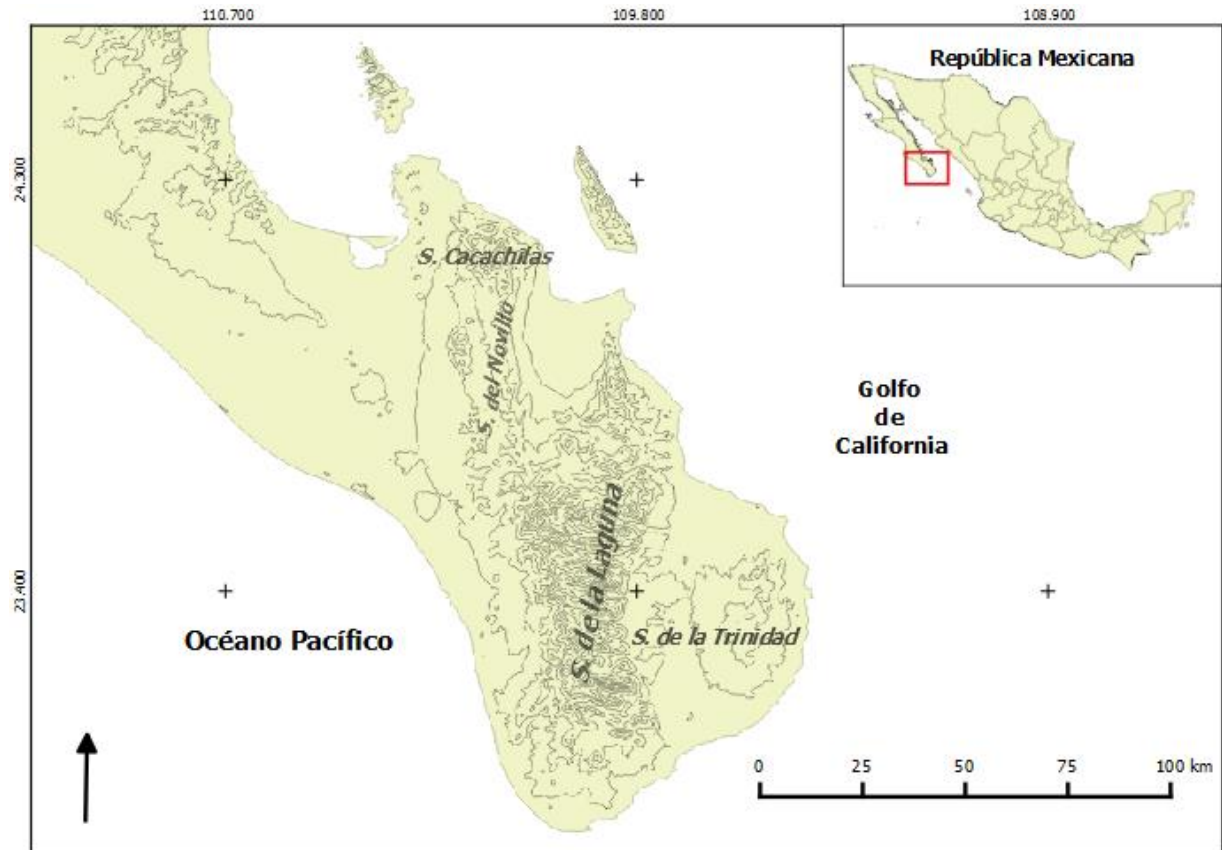 110.700
109.800
108.900
República Mexicana
24.300
S. Cacachilas
S. del Novillo
Golfo
de
California
S. de la Laguna
23.400
S. de la Trinidad
Océano Pacífico
0 25 50 75 100 km